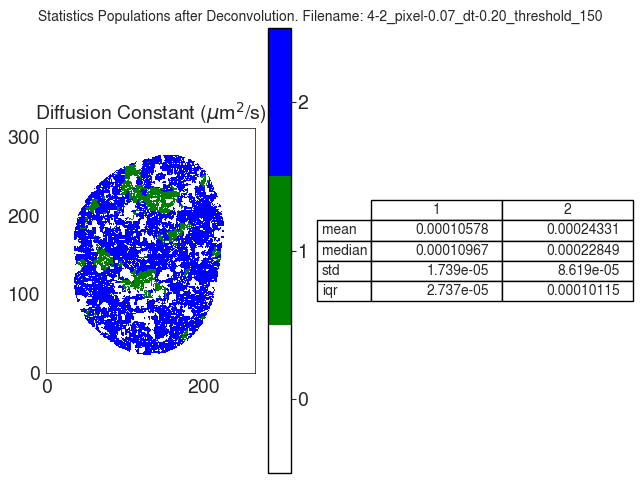 Statistics Populations after Deconvolution. Filename: 4-2_pixel-0.07_dt-0.20_threshold_150
Diffusion Constant (μm²/s)
300
200
100
0
0 200
2
1
0
1 2
mean 0.00010578 0.00024331
median 0.00010967 0.00022849
std 1.739e-05 8.619e-05
iqr 2.737e-05 0.00010115